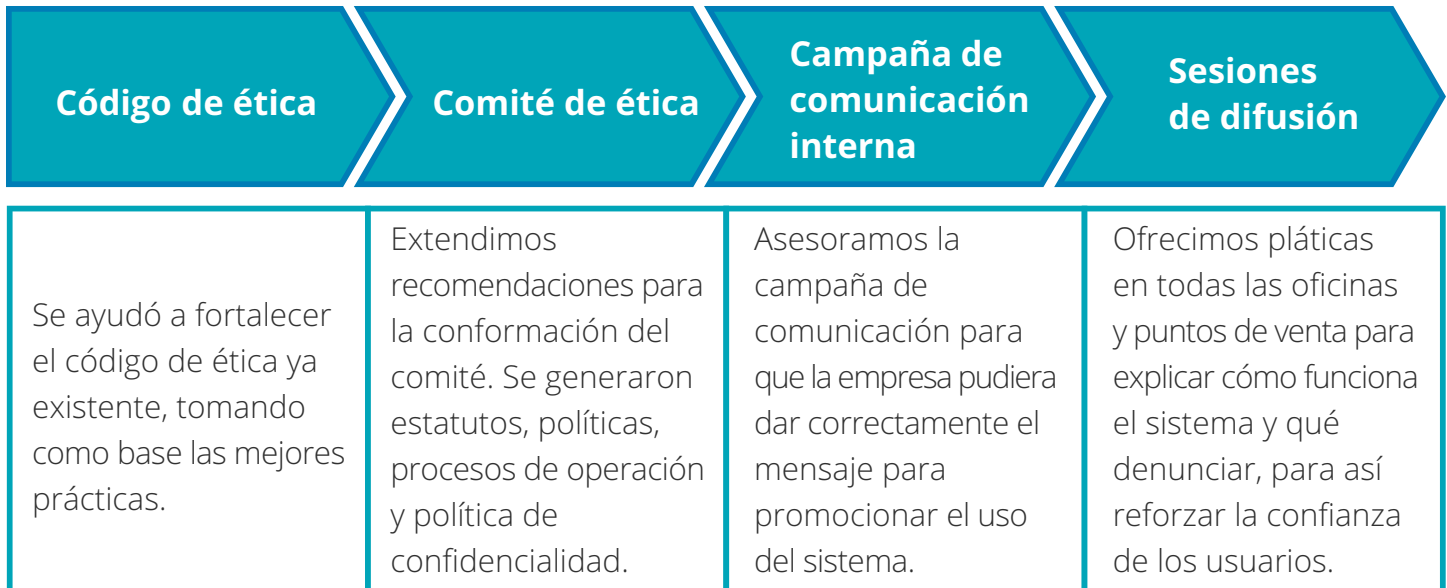 Código de ética
Comité de ética
Campaña de
comunicación
interna
Sesiones
de difusión
Se ayudó a fortalecer
el código de ética ya
existente, tomando
como base las mejores
prácticas.
Extendimos
recomendaciones para
la conformación del
comité. Se generaron
estatutos, políticas,
procesos de operación
y política de
confidencialidad.
Asesoramos la
campaña de
comunicación para
que la empresa pudiera
dar correctamente el
mensaje para
promocionar el uso
del sistema.
Ofrecimos pláticas
en todas las oficinas
y puntos de venta para
explicar cómo funciona
el sistema y qué
denunciar, para así
reforzar la confianza
de los usuarios.